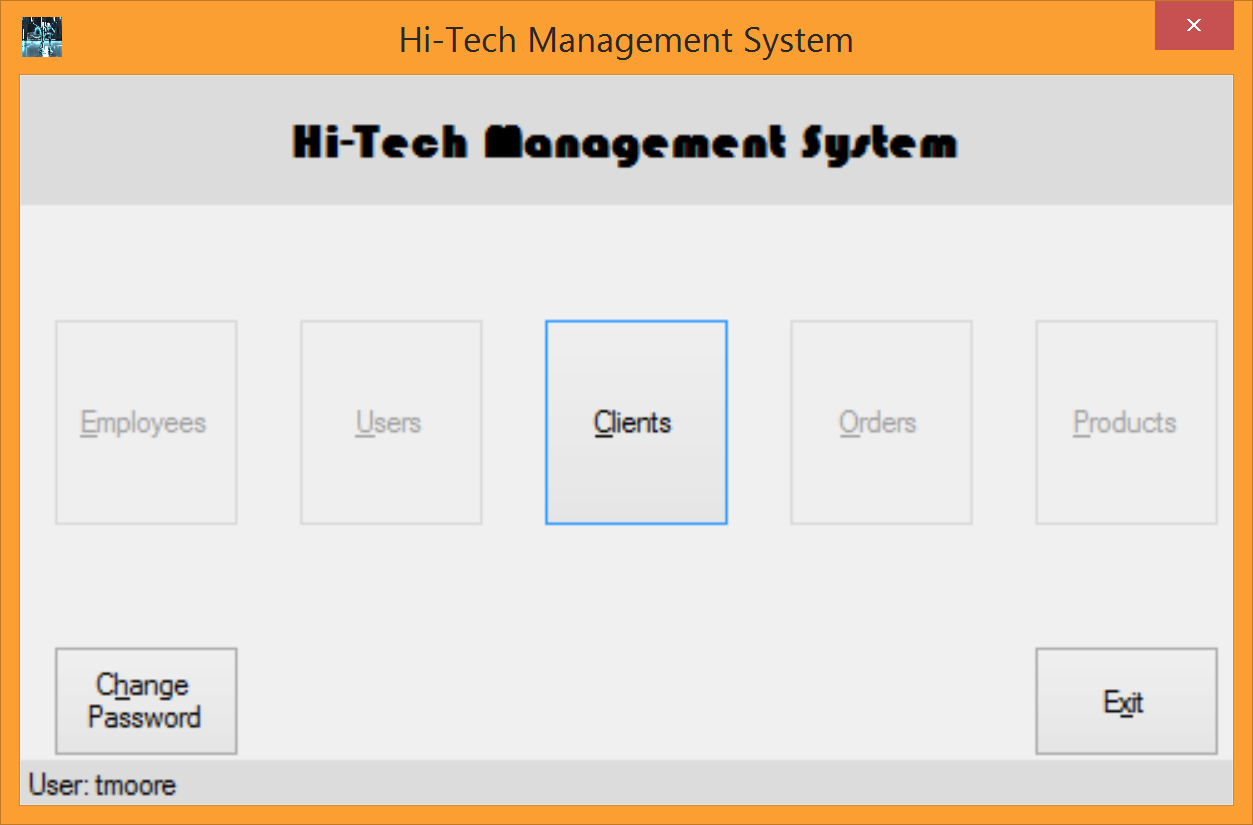 Hi-Tech Management System
Hi-Tech Management System
Employees
Users
Clients
Orders
Products
Change
Password
Exit
User: tmoore